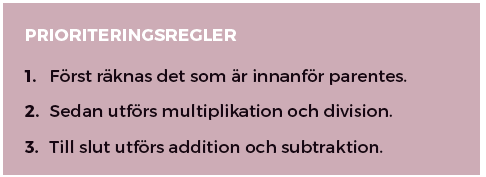 PRIORITERINGSREGLER
1. Först räknas det som är innanför parentes.
2. Sedan utförs multiplikation och division.
3. Till slut utförs addition och subtraktion.